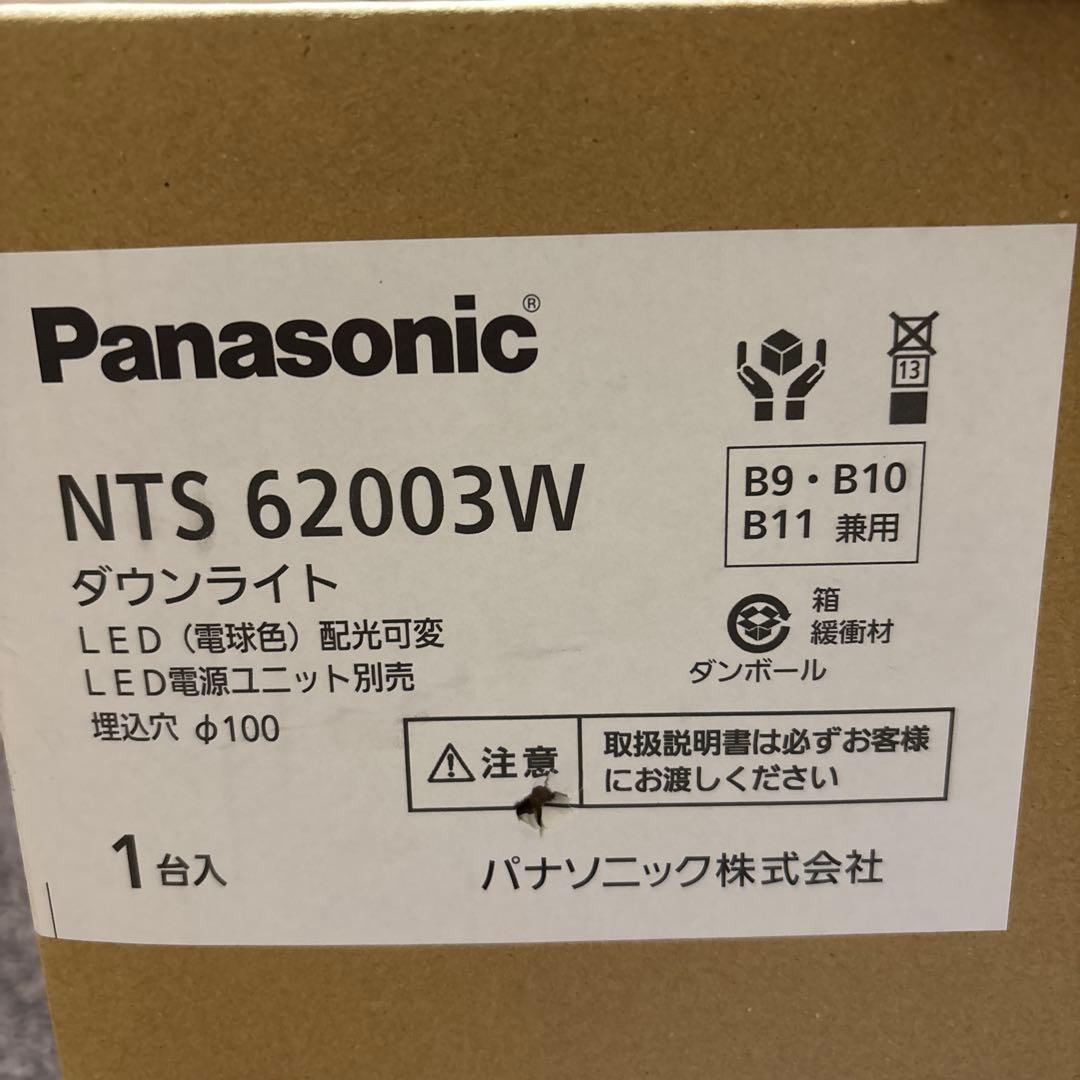 Panasonic®
NTS 62003W
ダウンライト
LED（電球色）配光可変
LED電源ユニット別売
埋込穴 φ100
1台入
13
B9・B10
B11 兼用
箱
緩衝材
ダンボール
注意
取扱説明書は必ずお客様
にお渡しください
パナソニック株式会社